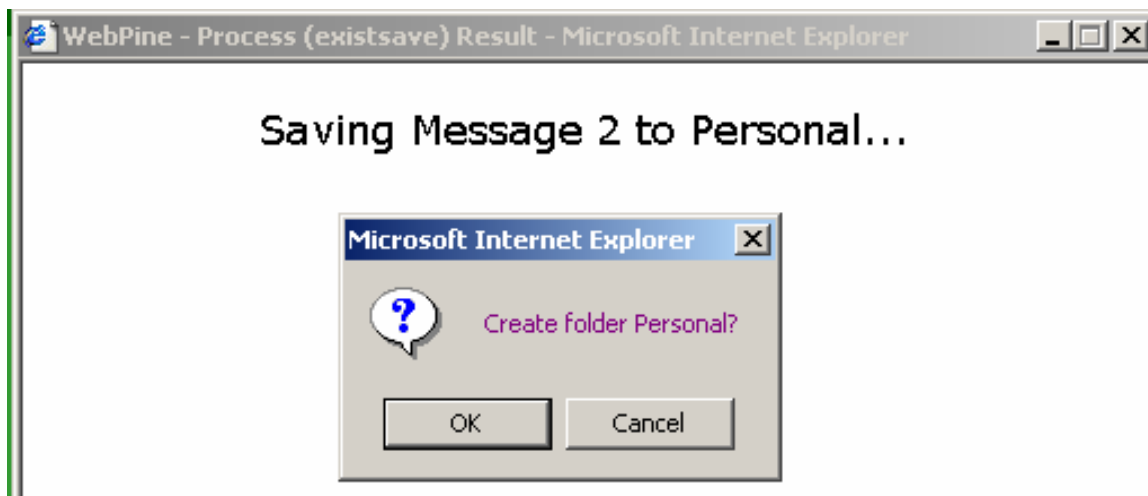 WebPine - Process (existsave) Result - Microsoft Internet Explorer
Saving Message 2 to Personal...
Microsoft Internet Explorer
Create folder Personal?
OK Cancel